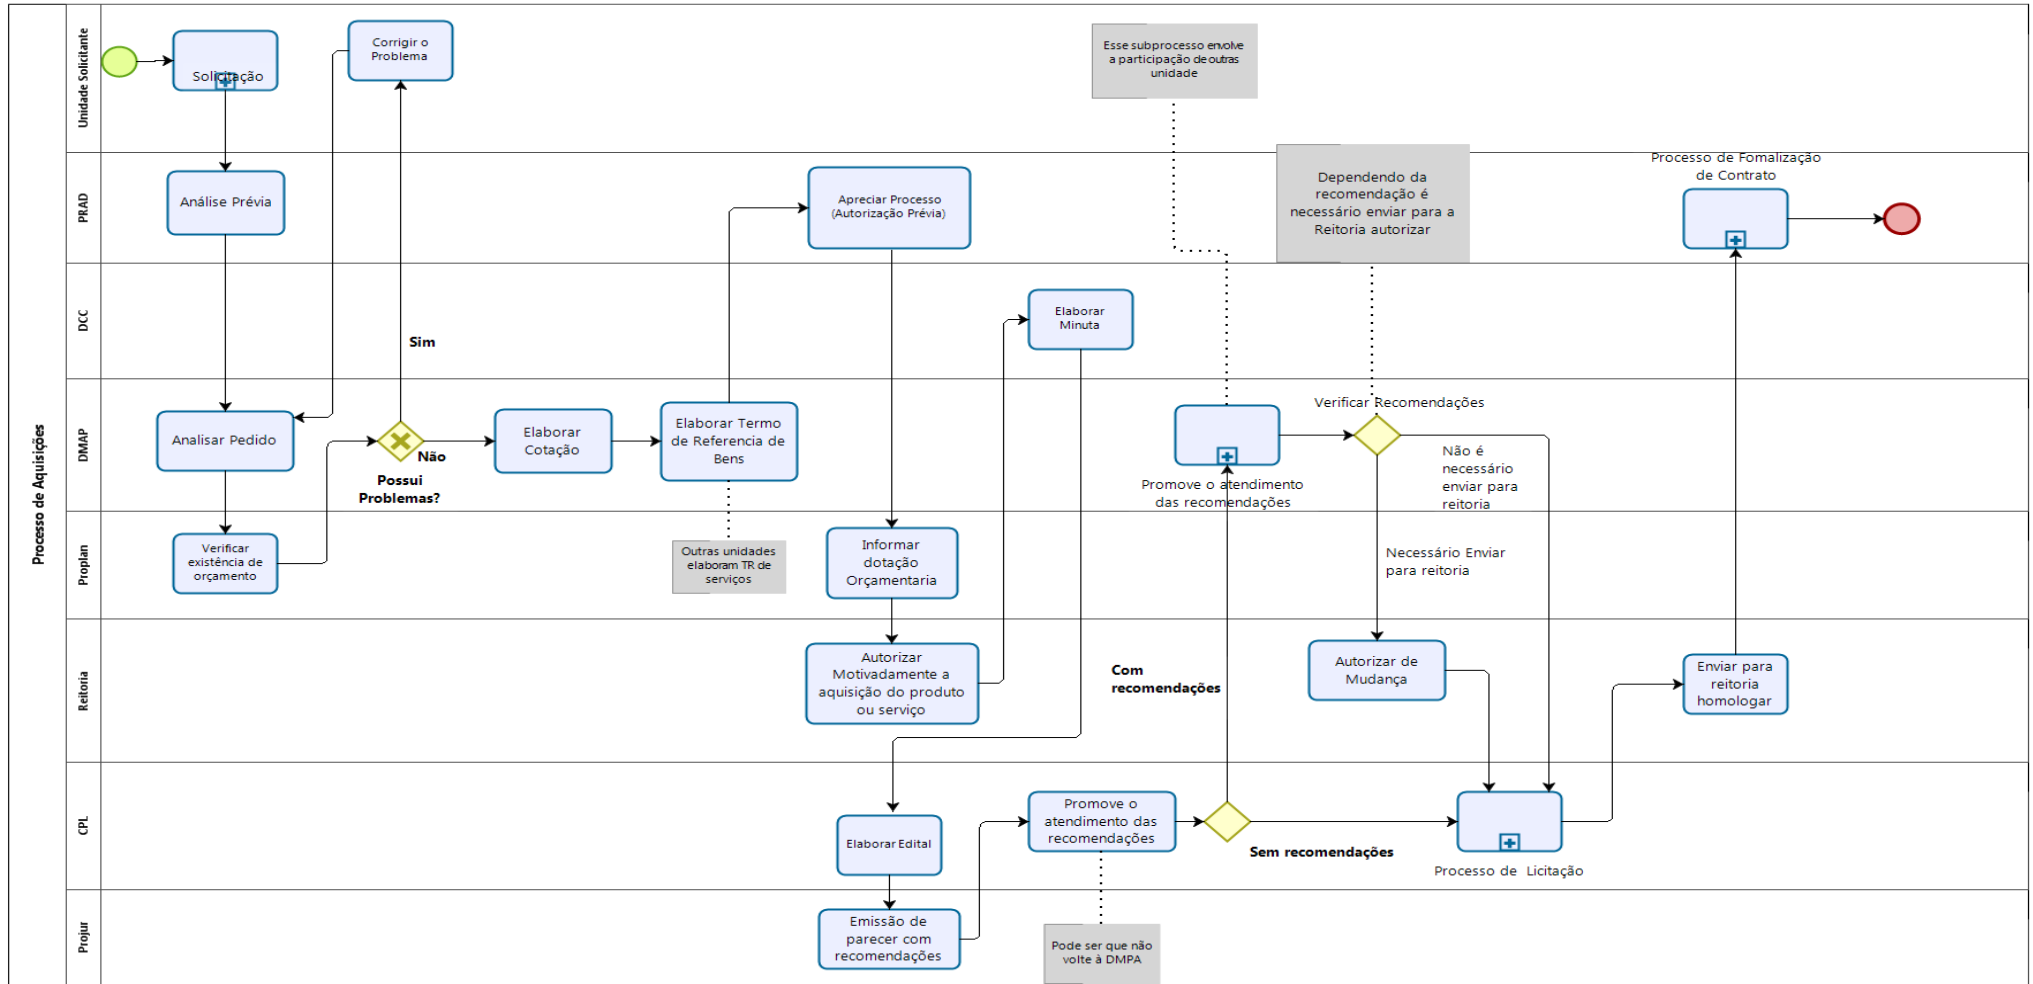 Processo de Aquisições
Unidade Solicitante
Solicitação
Corrigir o
Problema
Esse subprocesso envolve
a participação de outras
unidade
PRAD
Análise Prévia
Apreciar Processo
(Autorização Prévia)
Dependendo da
recomendação é
necessário enviar para a
Reitoria autorizar
Processo de Fomalização
de Contrato
DCC
Sim
Elaborar
Minuta
DMAP
Analisar Pedido
Não
Possui
Problemas?
Elaborar
Cotação
Elaborar Termo
de Referencia de
Bens
Promove o atendimento
das recomendações
Verificar Recomendações
Não é
necessário
enviar para
reitoria
Proplan
Verificar
existência de
orçamento
Outras unidades
elaboram TR de
serviços
Informar
dotação
Orçamentaria
Necessário Enviar
para reitoria
Reitoria
Autorizar
Motivadamente a
aquisição do produto
ou serviço
Com
recomendações
Autorizar de
Mudança
Enviar para
reitoria
homologar
CPL
Elaborar Edital
Promove o
atendimento das
recomendações
Sem recomendações
Processo de Licitação
Projur
Emissão de
parecer com
recomendações
Pode ser que não
volte à DMPA